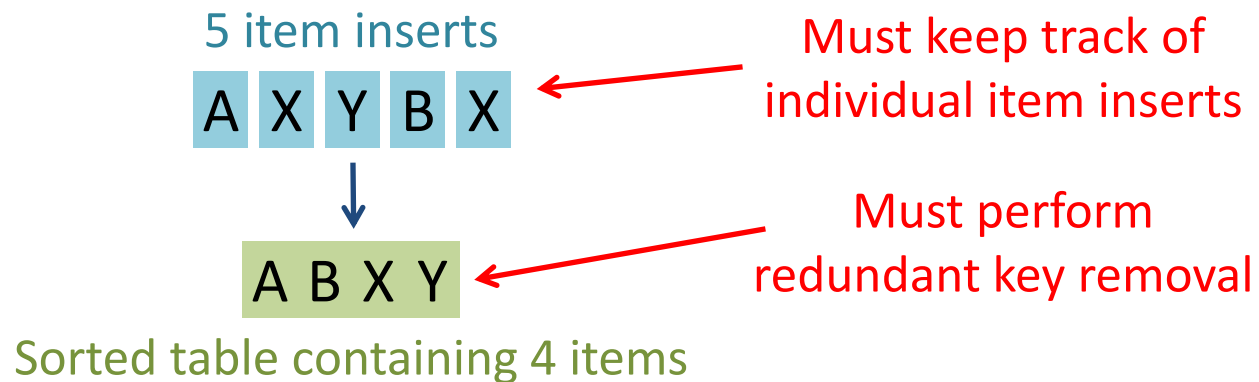 5 item inserts
A X Y B X
Must keep track of
individual item inserts
A B X Y
Must perform
redundant key removal
Sorted table containing 4 items